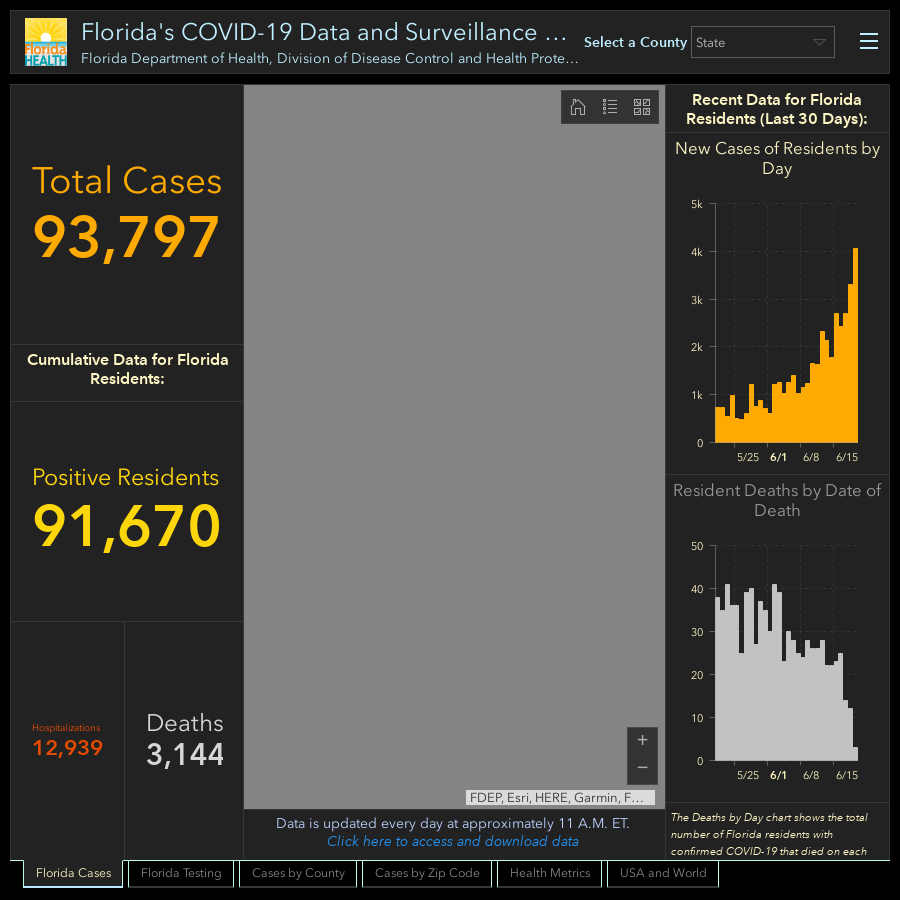 Florida HEALTH
Florida's COVID-19 Data and Surveillance ...
Florida Department of Health, Division of Disease Control and Health Prote...
Select a County
State
Total Cases
93,797
Cumulative Data for Florida
Residents:
Positive Residents
91,670
Hospitalizations
12,939
Deaths
3,144
+
−
FDEP, Esri, HERE, Garmin, F...
Data is updated every day at approximately 11 A.M. ET.
Click here to access and download data
Recent Data for Florida
Residents (Last 30 Days):
New Cases of Residents by
Day
5k
4k
3k
2k
1k
0
5/25 6/1 6/8 6/15
Resident Deaths by Date of
Death
50
40
30
20
10
0
5/25 6/1 6/8 6/15
The Deaths by Day chart shows the total
number of Florida residents with
confirmed COVID-19 that died on each
Florida Cases
Florida Testing
Cases by County
Cases by Zip Code
Health Metrics
USA and World